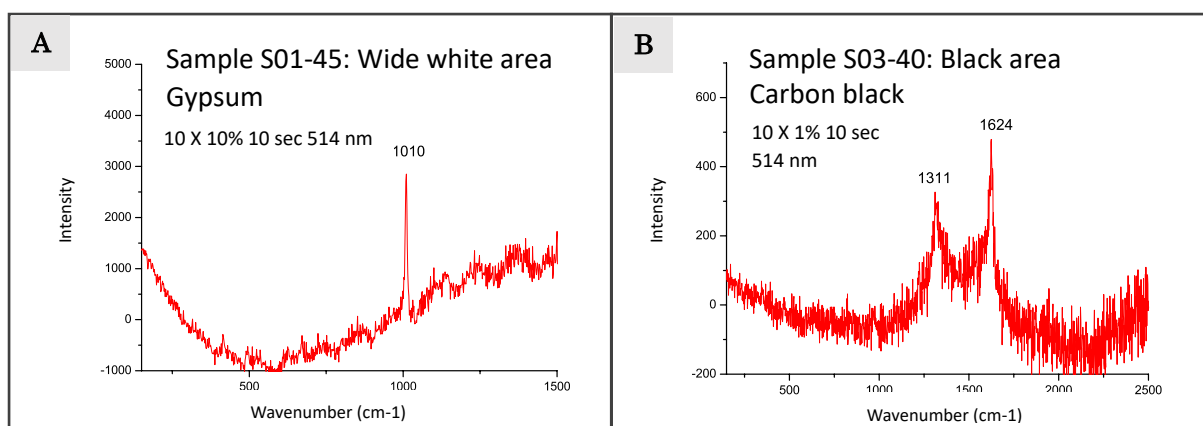 A
Sample S01-45: Wide white area
Gypsum
10 X 10% 10 sec 514 nm
1010
5000
4000
3000
2000
1000
0
-1000
Intensity
500
1000
1500
Wavenumber (cm-1)
B
Sample S03-40: Black area
Carbon black
10 X 1% 10 sec
514 nm
1624
1311
600
400
200
0
-200
Intensity
500
1000
1500
2000
2500
Wavenumber (cm-1)